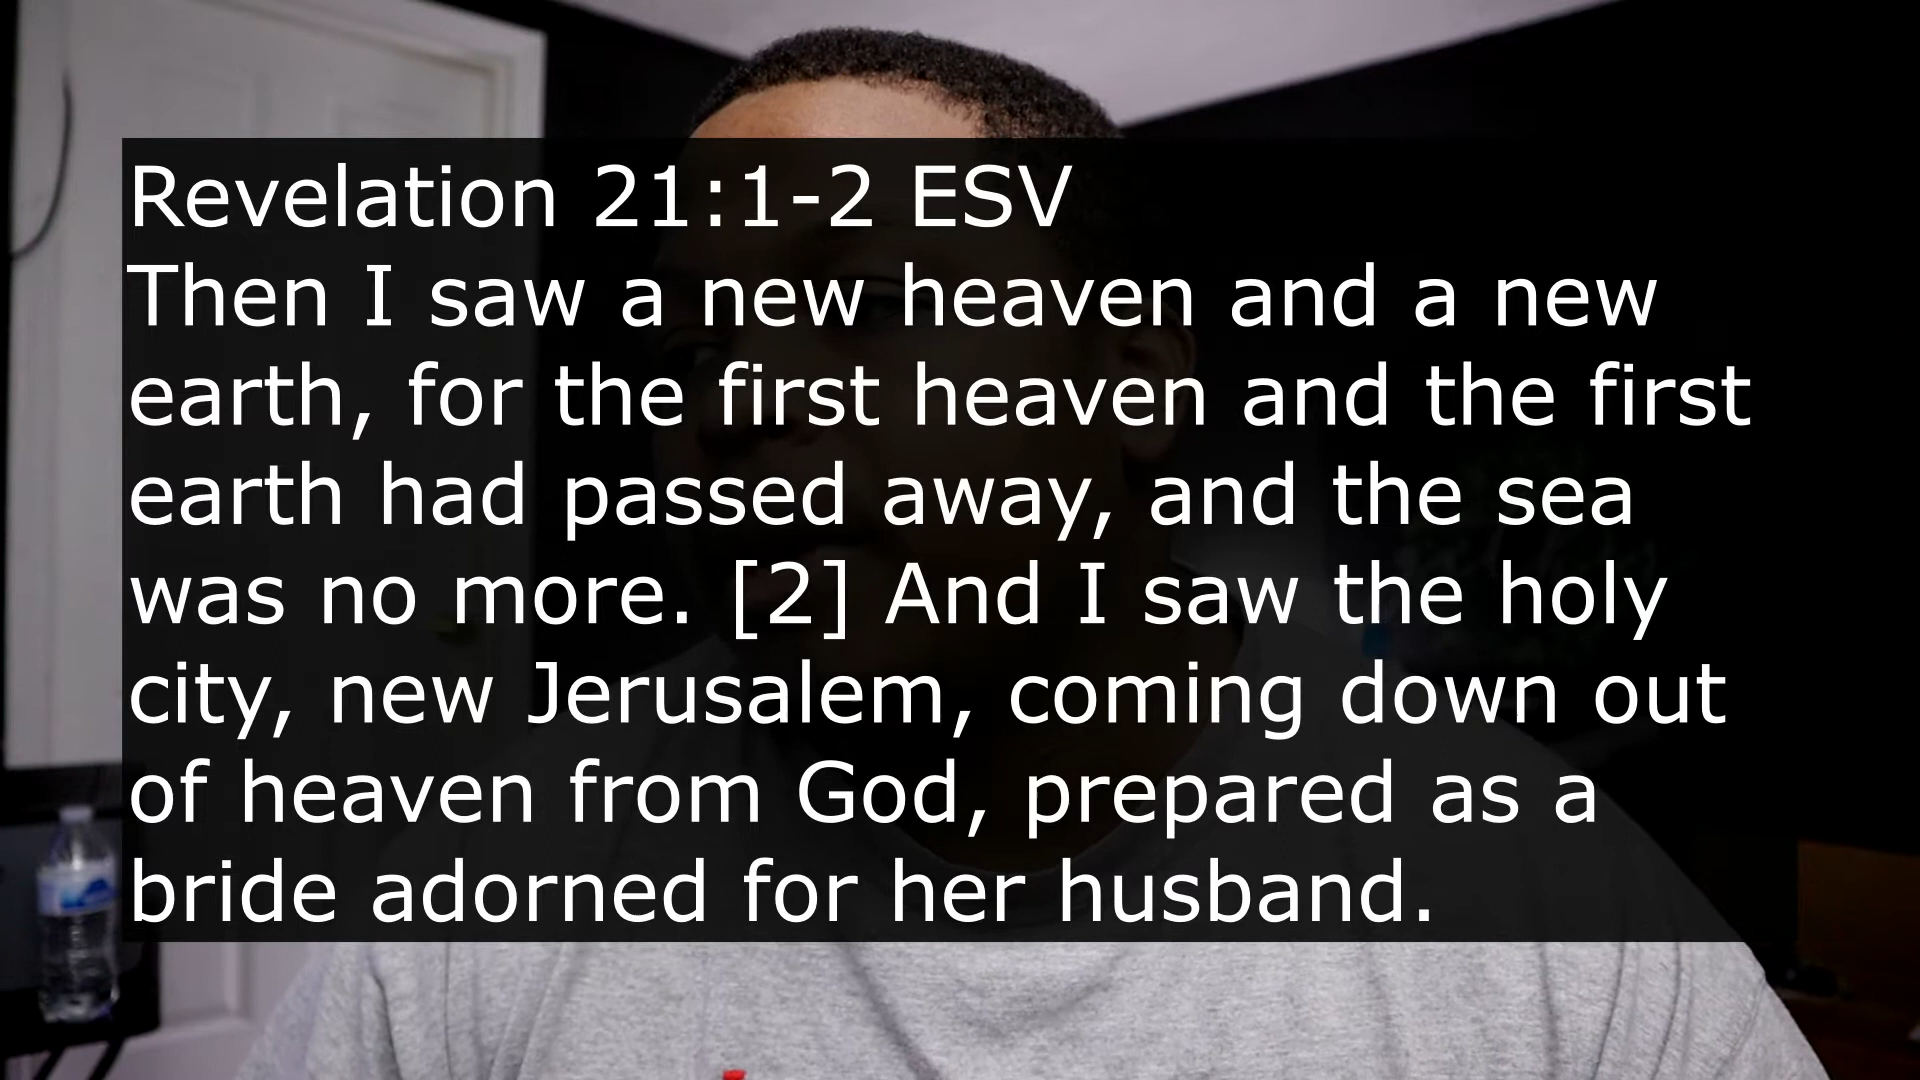 Revelation 21:1-2 ESV
Then I saw a new heaven and a new
earth, for the first heaven and the first
earth had passed away, and the sea
was no more. [2] And I saw the holy
city, new Jerusalem, coming down out
of heaven from God, prepared as a
bride adorned for her husband.